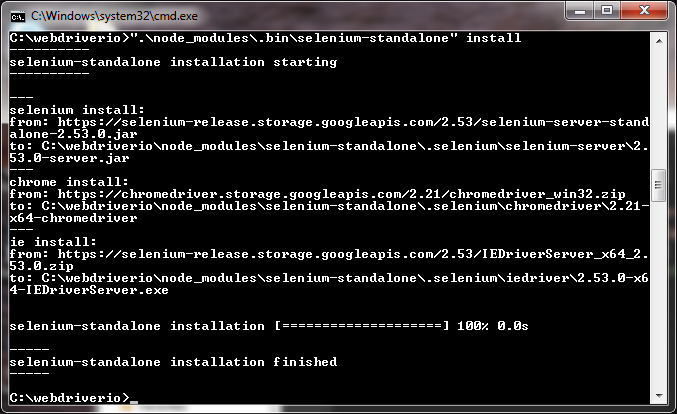 C:\Windows\system32\cmd.exe
C:\webdriverio>".\node_modules\.bin\selenium-standalone" install
----------
selenium-standalone installation starting
----------
---
selenium install:
from: https://selenium-release.storage.googleapis.com/2.53/selenium-server-stand
alone-2.53.0.jar
to: C:\webdriverio\node_modules\selenium-standalone\.selenium\selenium-server\2.
53.0-server.jar
---
chrome install:
from: https://chromedriver.storage.googleapis.com/2.21/chromedriver_win32.zip
to: C:\webdriverio\node_modules\selenium-standalone\.selenium\chromedriver\2.21-
x64-chromedriver
---
ie install:
from: https://selenium-release.storage.googleapis.com/2.53/IEDriverServer_x64_2.
53.0.zip
to: C:\webdriverio\node_modules\selenium-standalone\.selenium\iedriver\2.53.0-x6
4-IEDriverServer.exe
selenium-standalone installation [====================] 100% 0.0s
-----
selenium-standalone installation finished
-----
C:\webdriverio>_